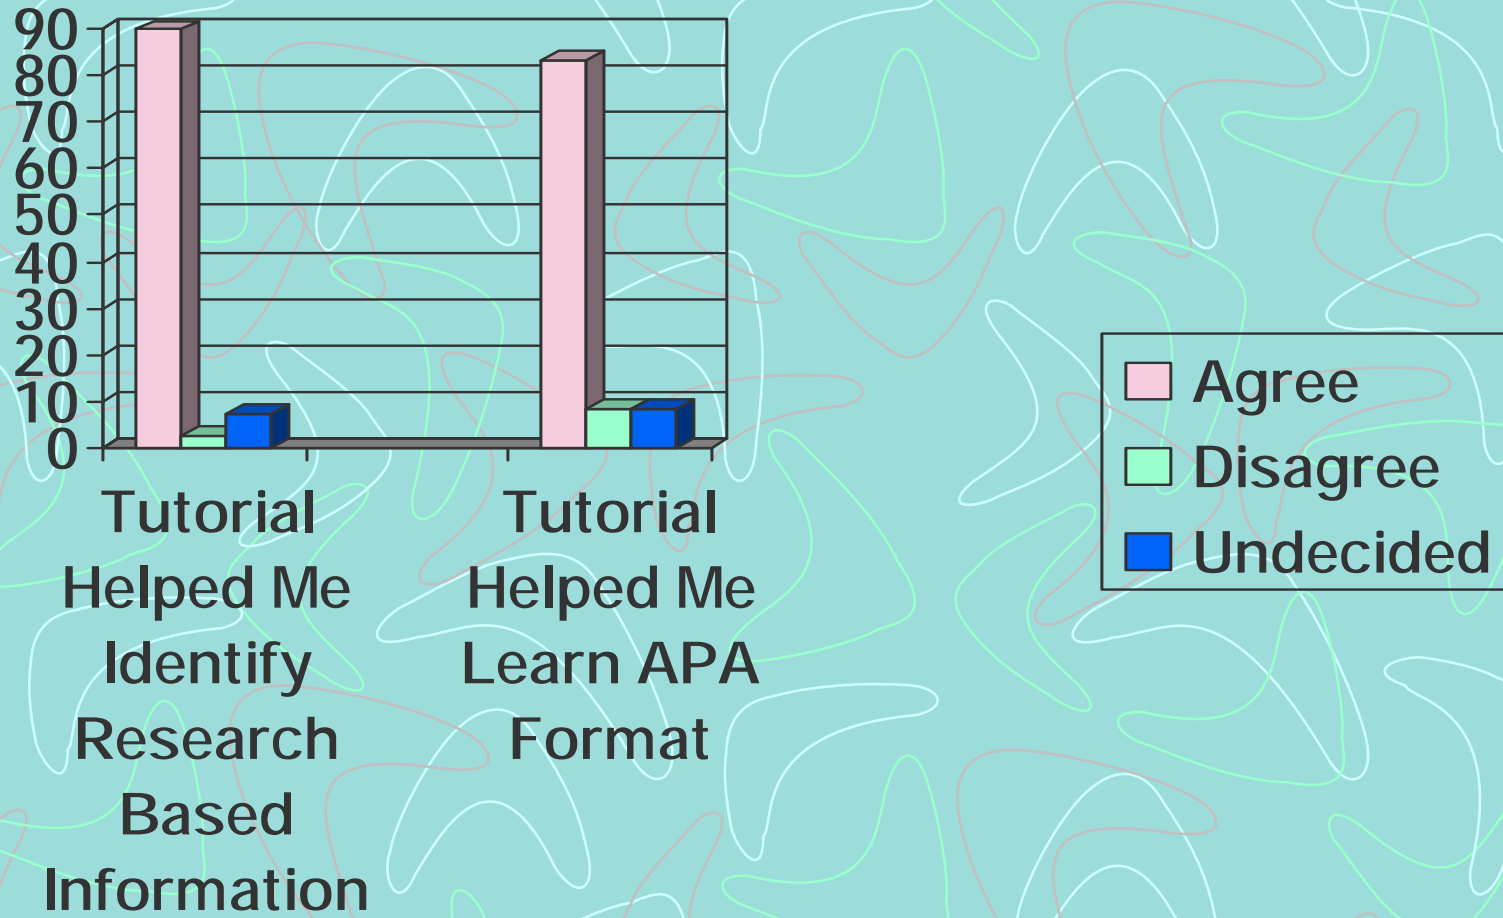 90
80
70
60
50
40
30
20
10
0
Tutorial
Helped Me
Identify
Research
Based
Information
Tutorial
Helped Me
Learn APA
Format
Agree
Disagree
Undecided